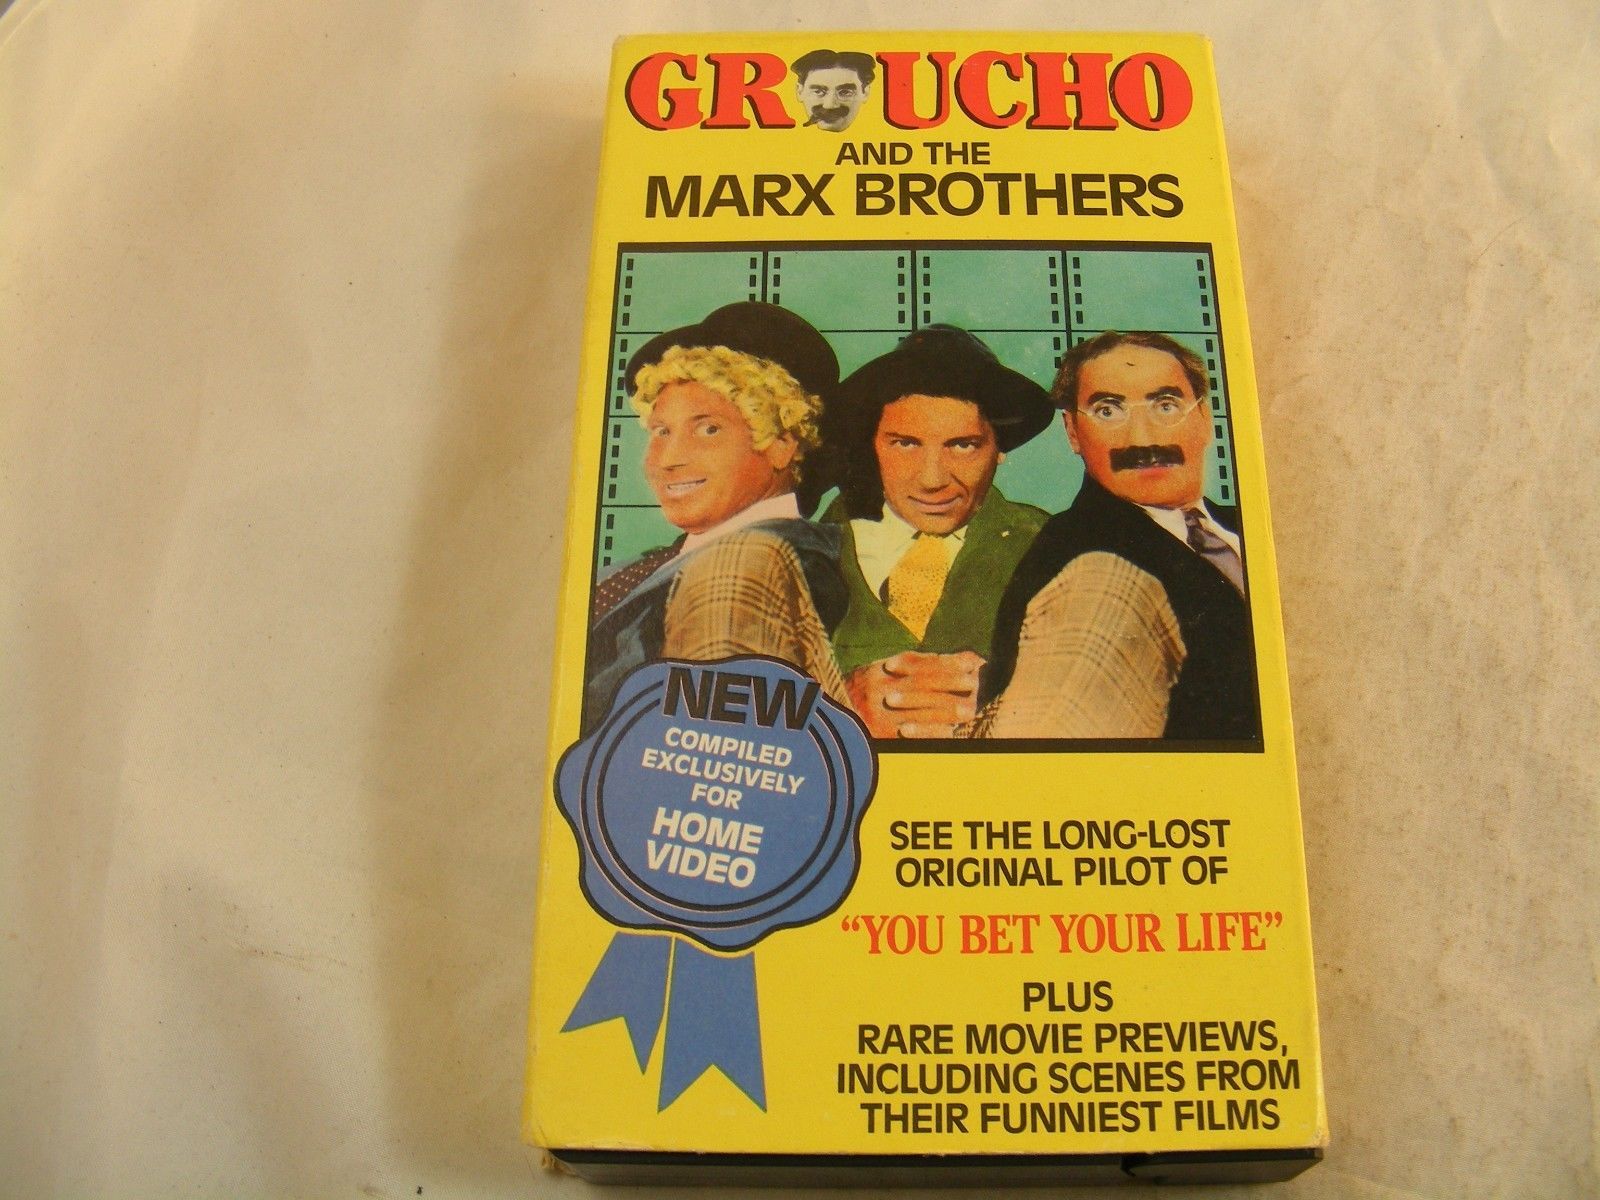 GROUCHO
AND THE
MARX BROTHERS
NEW
COMPILED
EXCLUSIVELY
FOR
HOME
VIDEO
SEE THE LONG-LOST
ORIGINAL PILOT OF
“YOU BET YOUR LIFE”
PLUS
RARE MOVIE PREVIEWS,
INCLUDING SCENES FROM
THEIR FUNNIEST FILMS